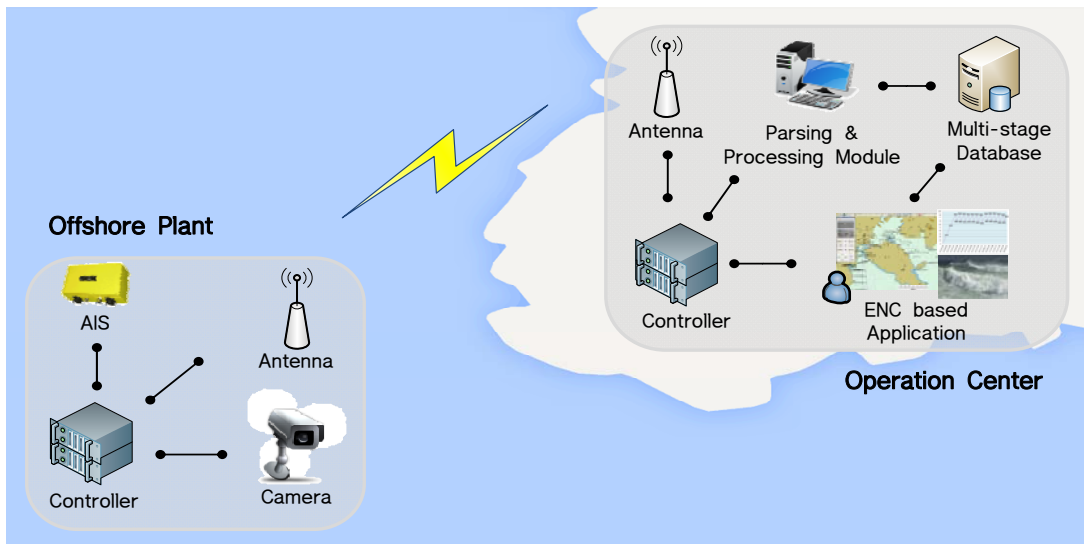 Offshore Plant
AIS
Antenna
Controller
Camera
Antenna
Parsing &
Processing Module
Multi-stage
Database
Controller
ENC based
Application
Operation Center